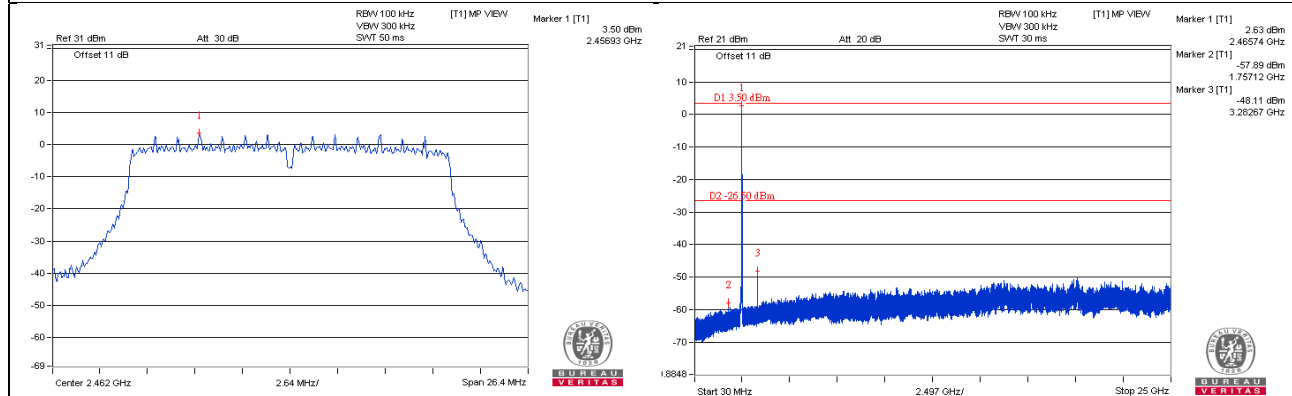 RBW 100 kHz
[T1] MP VIEW
VBW 300 kHz
Ref 31 dBm
Att 30 dB
SWT 50 ms
Marker 1 [T1]
3.50 dBm
2.45693 GHz
31
Offset 11 dB
20
10
1
0
-10
-20
-30
-40
-50
-60
-69
Center 2.462 GHz
2.64 MHz/
Span 26.4 MHz
BUREAU VERITAS
1828
BUREAU
VERITAS
RBW 100 kHz
[T1] MP VIEW
VBW 300 kHz
Ref 21 dBm
Att 20 dB
SWT 30 ms
Marker 1 [T1]
2.63 dBm
2.46574 GHz
Marker 2 [T1]
-57.89 dBm
1.75712 GHz
Marker 3 [T1]
-48.11 dBm
3.28267 GHz
21
Offset 11 dB
10
1
D1 3.50 dBm
0
-10
-20
D2 -26.50 dBm
-30
-40
3
-50
2
-60
-70
.8848
Start 30 MHz
2.497 GHz/
Stop 25 GHz
BUREAU VERITAS
1828
BUREAU
VERITAS